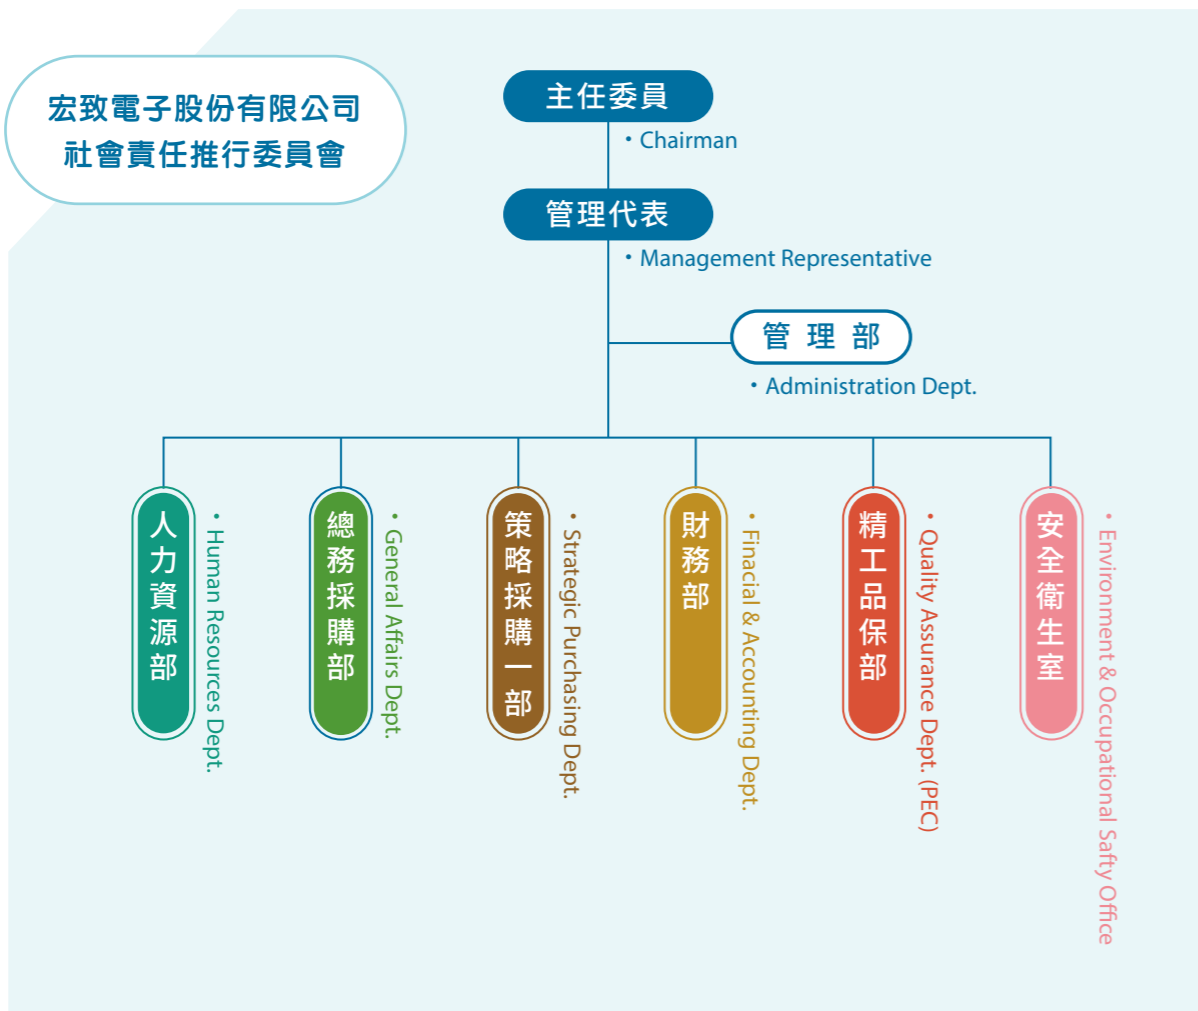 宏致電子股份有限公司
社會責任推行委員會
主任委員
・Chairman
管理代表
・Management Representative
管理部
・Administration Dept.
人力資源部
・Human Resources Dept.
總務採購部
・General Affairs Dept.
策略採購一部
・Strategic Purchasing Dept.
財務部
・Finacial & Accounting Dept.
精工品保部
・Quality Assurance Dept. (PEC)
安全衛生室
・Environment & Occupational Safty Office